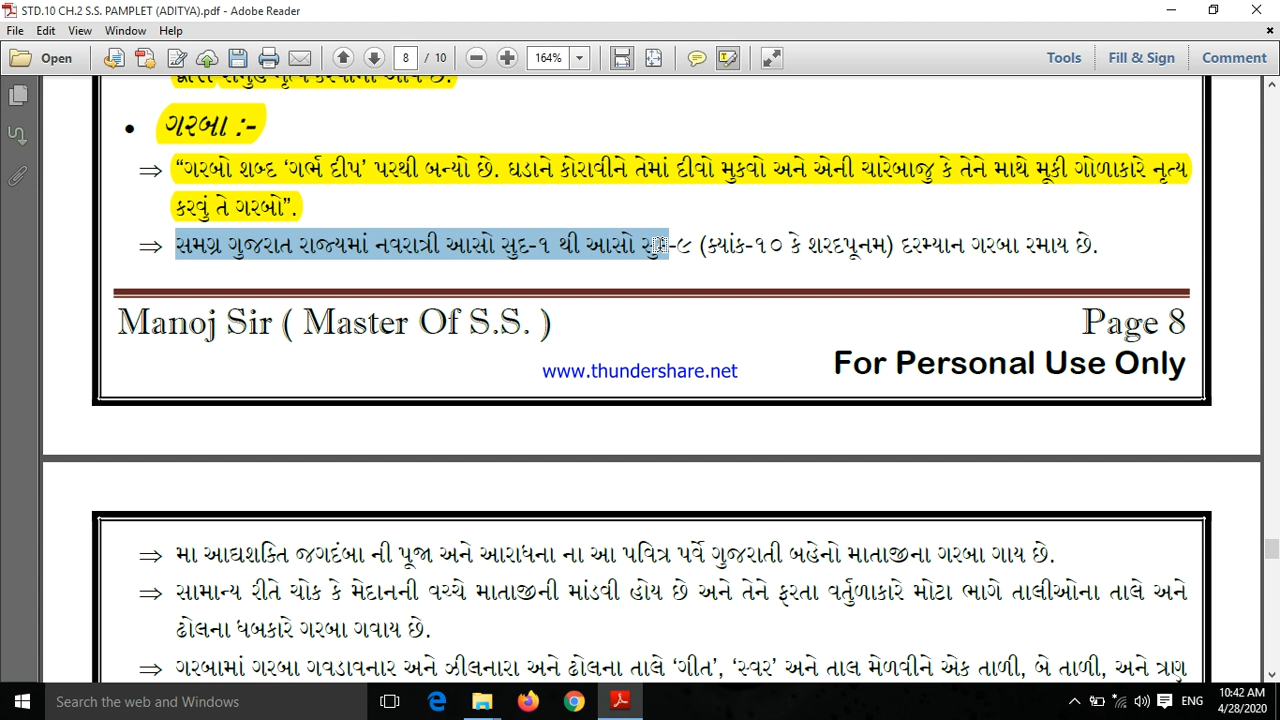 STD.10 CH.2 S.S. PAMPLET (ADITYA).pdf - Adobe Reader
File Edit View Window Help
Open 8 / 10 164% Tools Fill & Sign Comment
• ગરબા :-
⇒ “ગરબો શબ્દ ‘ગર્ભ દીપ’ પરથી બન્યો છે. ઘડાને કોરાવીને તેમાં દીવો મુકવો અને એની ચારેબાજુ કે તેને માથે મૂકી ગોળાકારે નૃત્ય
કરવું તે ગરબો”.
⇒ સમગ્ર ગુજરાત રાજ્યમાં નવરાત્રી આસો સુદ-૧ થી આસો સુદ-૯ (ક્યાંક-૧૦ કે શરદપૂનમ) દરમ્યાન ગરબા રમાય છે.
Manoj Sir ( Master Of S.S. ) Page 8
www.thundershare.net For Personal Use Only
⇒ મા આદ્યશક્તિ જગદંબા ની પૂજા અને આરાધના ના આ પવિત્ર પર્વે ગુજરાતી બહેનો માતાજીના ગરબા ગાય છે.
⇒ સામાન્ય રીતે ચોક કે મેદાનની વચ્ચે માતાજીની માંડવી હોય છે અને તેને ફરતા વર્તુળાકારે મોટા ભાગે તાલીઓના તાલે અને
ઢોલના ધબકારે ગરબા ગવાય છે.
⇒ ગરબામાં ગરબા ગવડાવનાર અને ઝીલનારા અને ઢોલના તાલે ‘ગીત’, ‘સ્વર’ અને તાલ મેળવીને એક તાળી, બે તાળી, અને ત્રણ
Search the web and Windows ENG 10:42 AM
4/28/2020